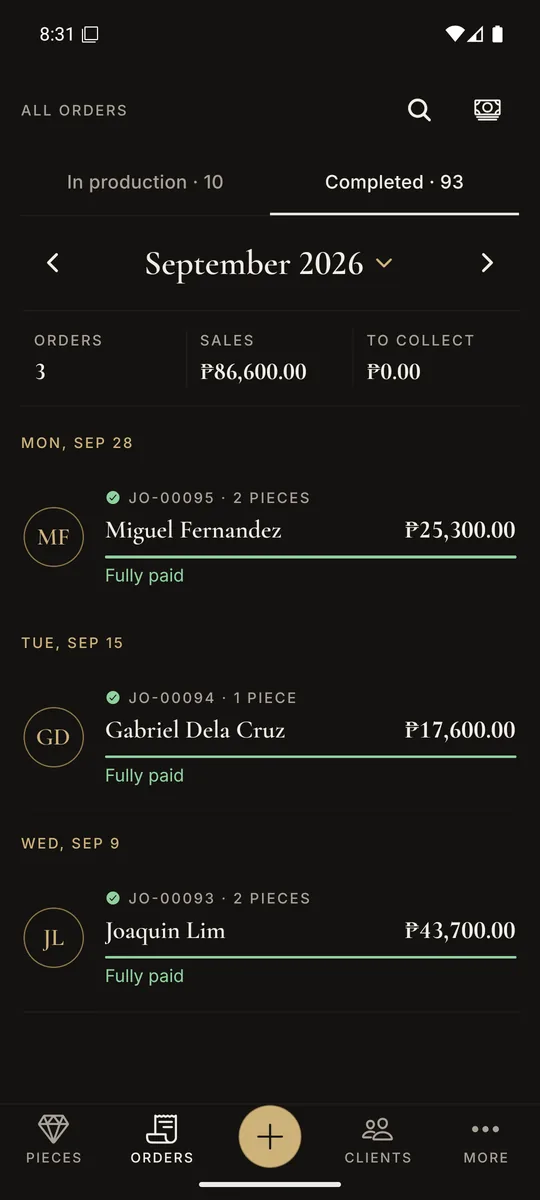 8:31
ALL ORDERS
In production · 10
Completed · 93
September 2026
ORDERS
3
SALES
₱86,600.00
TO COLLECT
₱0.00
MON, SEP 28
JO-00095 · 2 PIECES
MF
Miguel Fernandez
₱25,300.00
Fully paid
TUE, SEP 15
JO-00094 · 1 PIECE
GD
Gabriel Dela Cruz
₱17,600.00
Fully paid
WED, SEP 9
JO-00093 · 2 PIECES
JL
Joaquin Lim
₱43,700.00
Fully paid
PIECES
ORDERS
CLIENTS
MORE